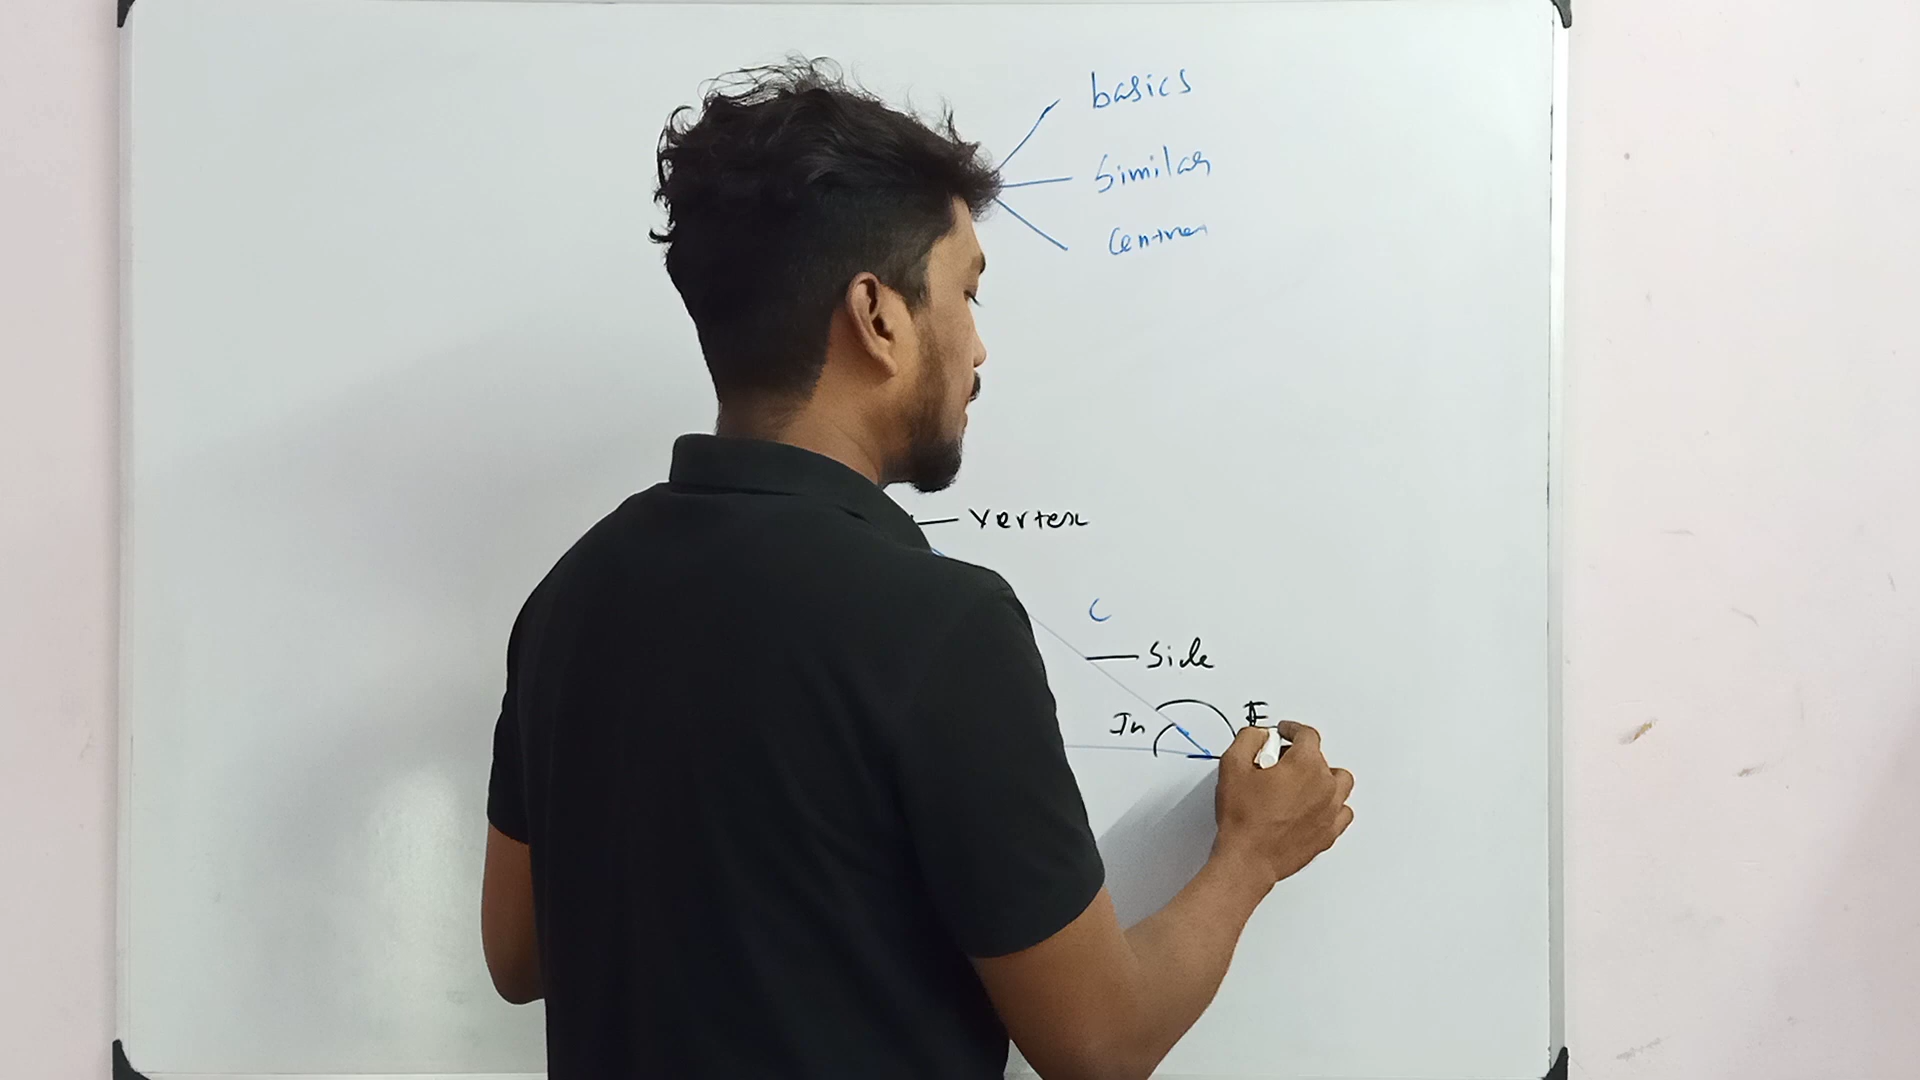 basics
Similar
Centres
Vertex
C
Side
In
E